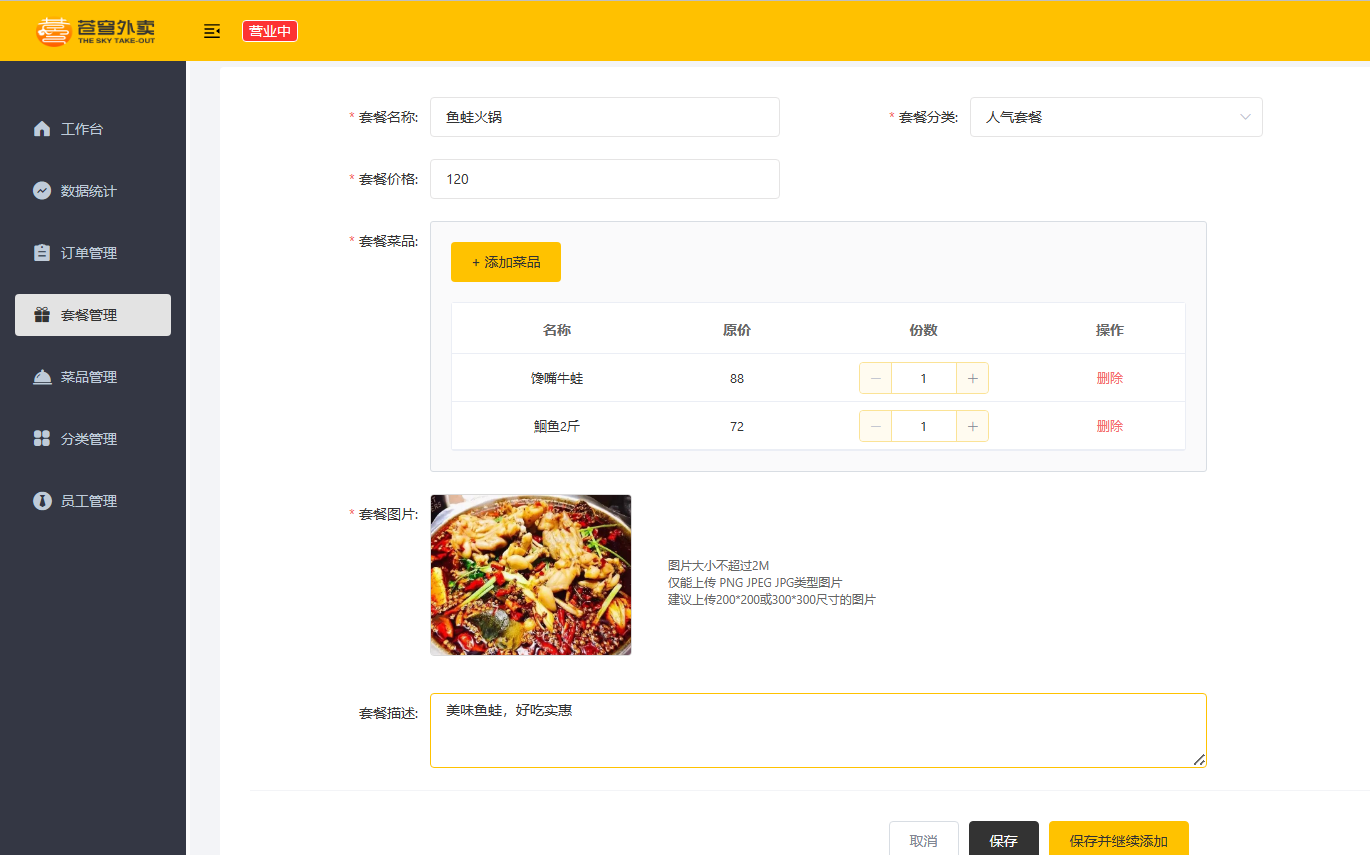 苍穹外卖
THE SKY TAKE-OUT
营业中
工作台
数据统计
订单管理
套餐管理
菜品管理
分类管理
员工管理
* 套餐名称: 鱼蛙火锅 * 套餐分类: 人气套餐
* 套餐价格: 120
* 套餐菜品:
+ 添加菜品
名称 原价 份数 操作
馋嘴牛蛙 88 — 1 + 删除
鮰鱼2斤 72 — 1 + 删除
* 套餐图片:
图片大小不超过2M
仅能上传 PNG JPEG JPG类型图片
建议上传200*200或300*300尺寸的图片
套餐描述: 美味鱼蛙，好吃实惠
取消 保存 保存并继续添加